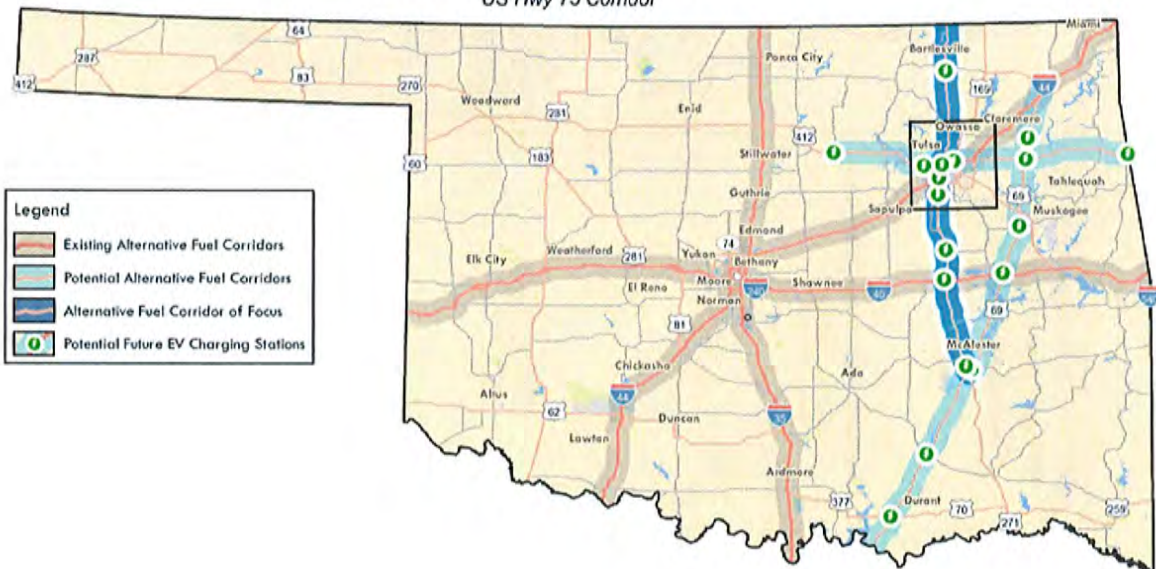 US Hwy 75 Corridor
Miami
64
287
Bartlesville
Ponca City
83
412
270
169
44
Woodward
Enid
281
Claremore
Owasso
412
Tulsa
Stillwater
183
60
Tahlequah
Guthrie
69
Sapulpa
Muskogee
Legend
Existing Alternative Fuel Corridors
Potential Alternative Fuel Corridors
Alternative Fuel Corridor of Focus
Potential Future EV Charging Stations
Edmond
74
Weatherford
Yukon
Bethany
281
Elk City
Moore
Shawnee
El Reno
240
40
540
Norman
69
81
McAlester
Chickasha
Ada
Altus
44
62
Duncan
35
Lawton
Ardmore
Durant
377
70
259
271